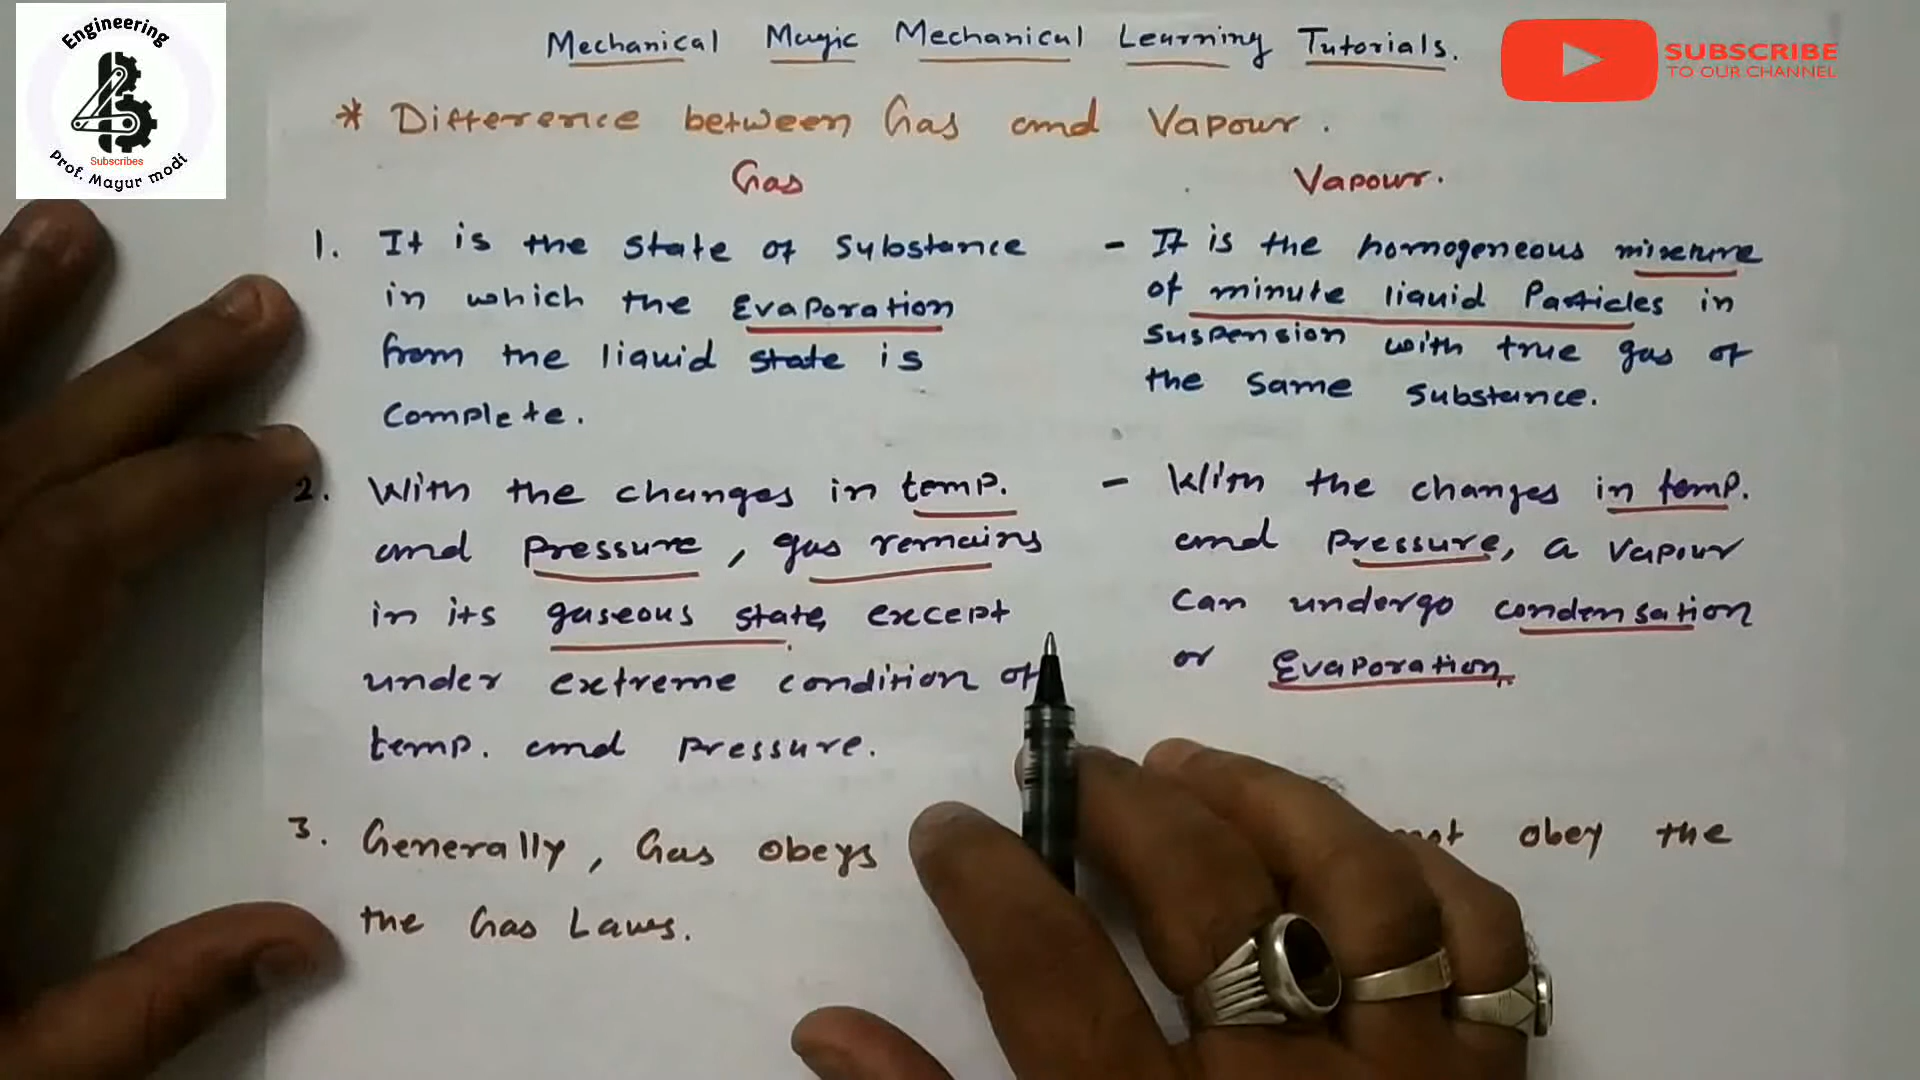 Engineering
Subscribes
Prof. Mayur modi
SUBSCRIBE
TO OUR CHANNEL
Mechanical Magic Mechanical Learning Tutorials.
* Difference between Gas and Vapour.
Gas
Vapour.
1. It is the state of substance
in which the Evaporation
from the liquid state is
complete.
- It is the homogeneous mixture
of minute liquid Particles in
suspension with true gas of
the same substance.
2. With the changes in temp.
and pressure, gas remains
in its gaseous state, except
under extreme condition of
temp. and pressure.
- With the changes in temp.
and Pressure, a vapour
can undergo condensation
or Evaporation.
3. Generally, Gas obeys
the Gas Laws.
not obey the